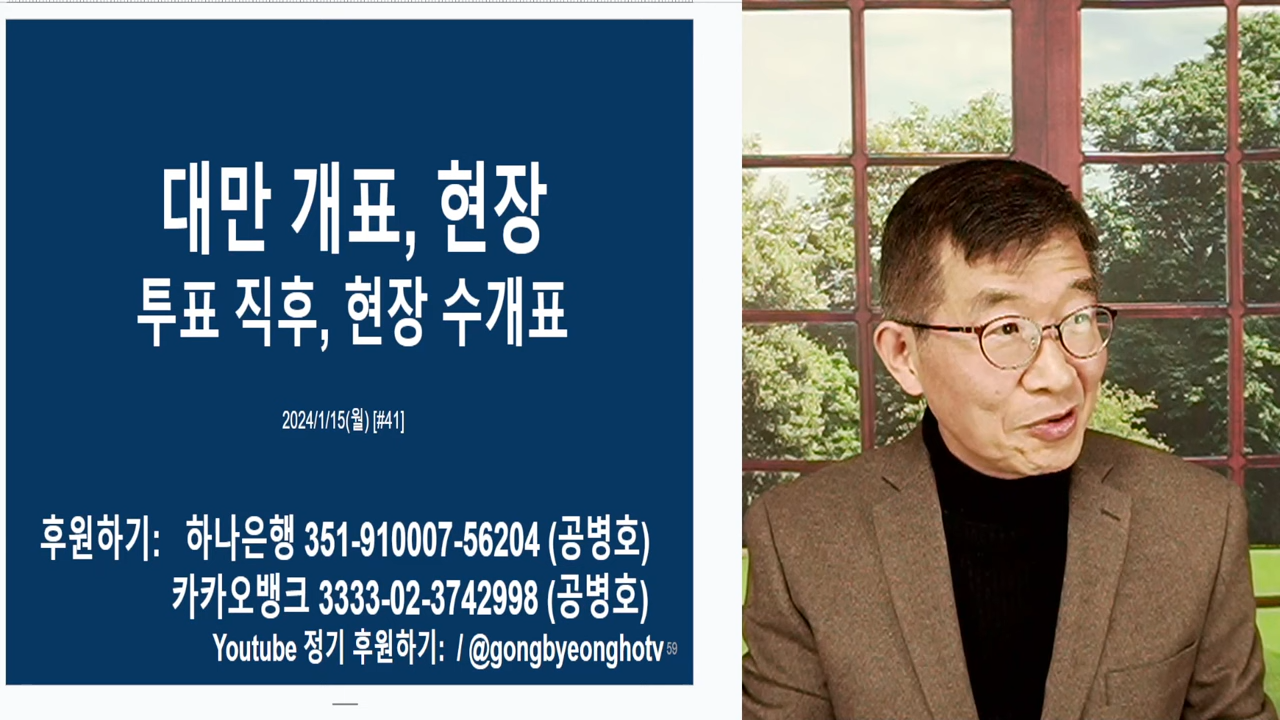 대만 개표, 현장
투표 직후, 현장 수개표
2024/1/15(월) [#41]
후원하기: 하나은행 351-910007-56204 (공병호)
카카오뱅크 3333-02-3742998 (공병호)
Youtube 정기 후원하기: / @gongbyeonghotv 59